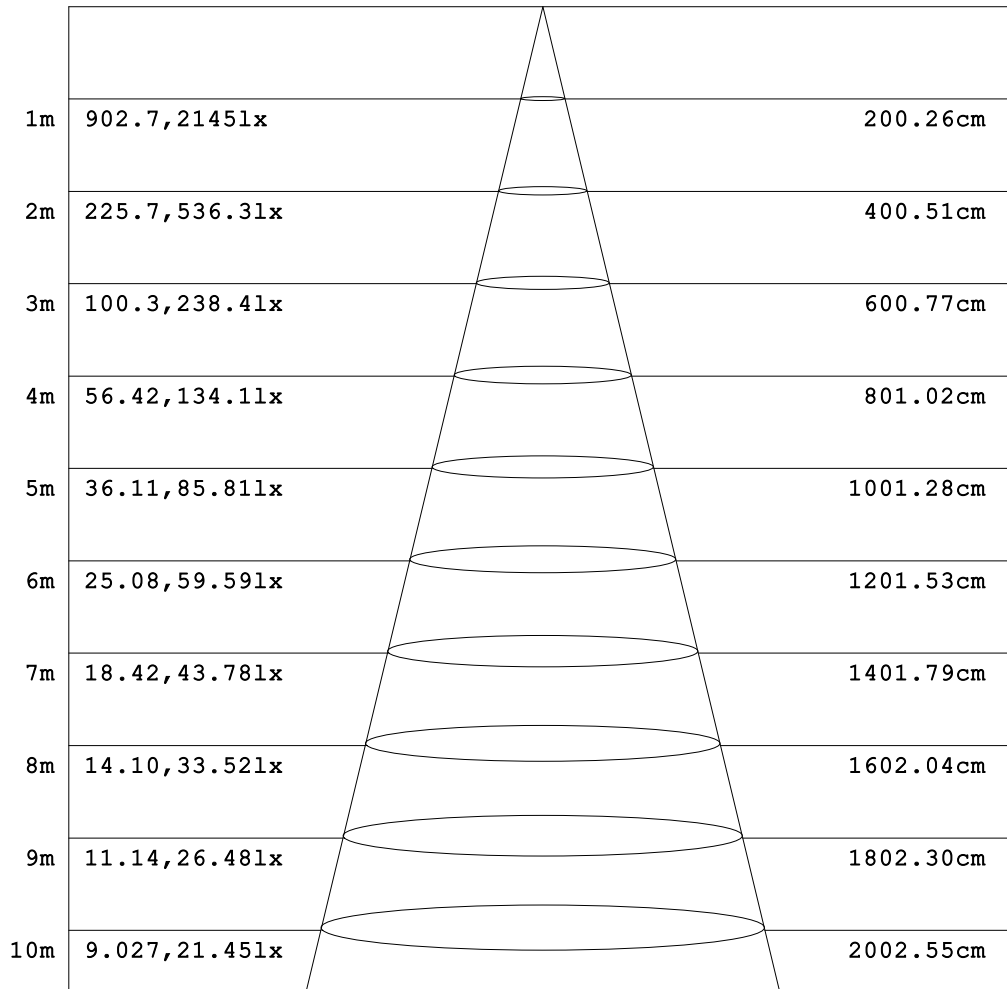 1m 902.7,2145lx 200.26cm
2m 225.7,536.3lx 400.51cm
3m 100.3,238.4lx 600.77cm
4m 56.42,134.1lx 801.02cm
5m 36.11,85.81lx 1001.28cm
6m 25.08,59.59lx 1201.53cm
7m 18.42,43.78lx 1401.79cm
8m 14.10,33.52lx 1602.04cm
9m 11.14,26.48lx 1802.30cm
10m 9.027,21.45lx 2002.55cm